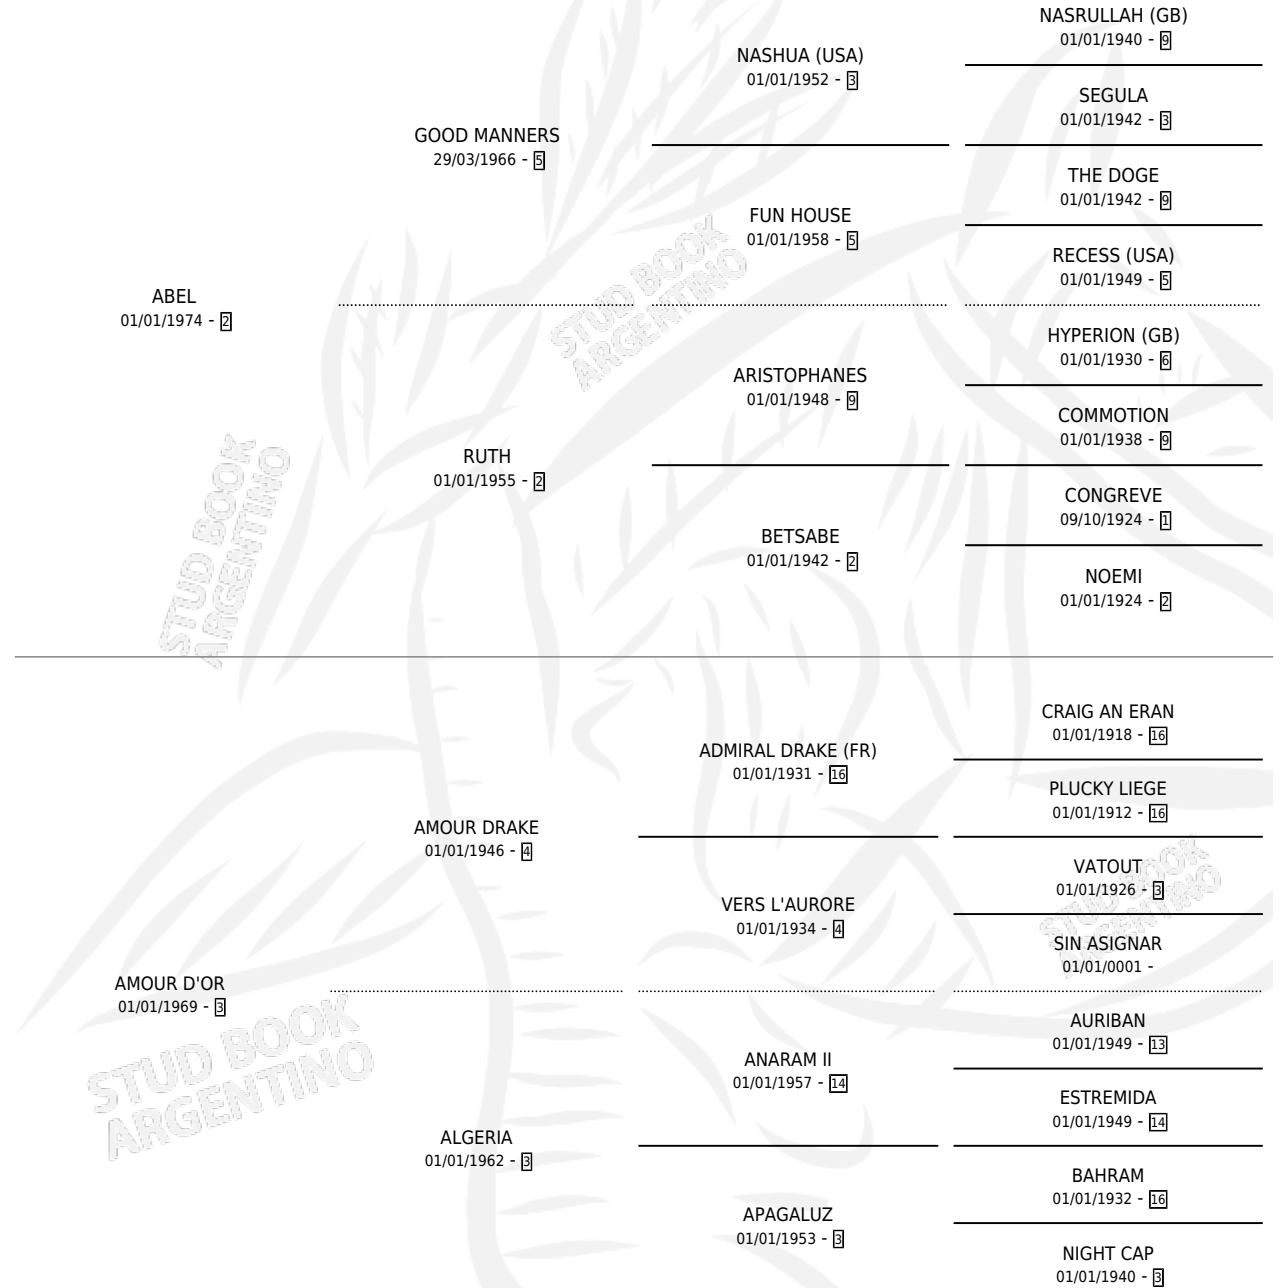 NASRULLAH (GB)
01/01/1940 - 9
NASHUA (USA)
01/01/1952 - 3
SEGULA
01/01/1942 - 3
GOOD MANNERS
29/03/1966 - 5
THE DOGE
01/01/1942 - 9
FUN HOUSE
01/01/1958 - 5
RECESS (USA)
01/01/1949 - 5
ABEL
01/01/1974 - 2
STUD BOOK
ARGENTINO
HYPERION (GB)
01/01/1930 - 6
ARISTOPHANES
01/01/1948 - 9
COMMOTION
01/01/1938 - 9
RUTH
01/01/1955 - 2
CONGREVE
09/10/1924 - 1
BETSABE
01/01/1942 - 2
NOEMI
01/01/1924 - 2
STUD BOOK
ARGENTINO
CRAIG AN ERAN
01/01/1918 - 16
ADMIRAL DRAKE (FR)
01/01/1931 - 16
PLUCKY LIEGE
01/01/1912 - 16
AMOUR DRAKE
01/01/1946 - 4
VATOUT
01/01/1926 - 3
VERS L'AURORE
01/01/1934 - 4
SIN ASIGNAR
01/01/0001 -
STUD BOOK
ARGENTINO
AMOUR D'OR
01/01/1969 - 3
AURIBAN
01/01/1949 - 13
ANARAM II
01/01/1957 - 14
ESTREMIDA
01/01/1949 - 14
STUD BOOK
ARGENTINO
ALGERIA
01/01/1962 - 3
BAHRAM
01/01/1932 - 16
APAGALUZ
01/01/1953 - 3
NIGHT CAP
01/01/1940 - 3